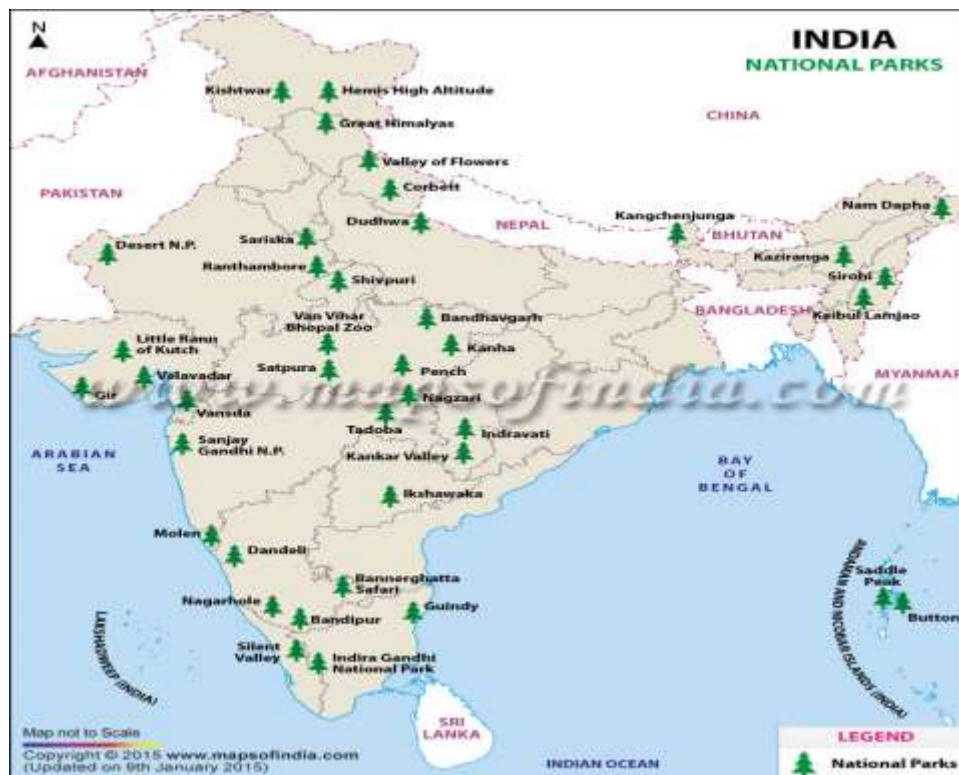 N
INDIA
NATIONAL PARKS
AFGHANISTAN
Kishtwar
Hemis High Altitude
Great Himalyas
CHINA
Valley of Flowers
PAKISTAN
Corbett
Dudhwa
NEPAL
Kangchenjunga
BHUTAN
Nam Dapha
Desert N.P.
Sariska
Kaziranga
Ranthambore
Shivpuri
Sirohi
BANGLADESH
Keibul Lamjao
Van Vihar
Bhopal Zoo
Bandhavgarh
Little Rann
of Kutch
Kanha
Satpura
Pench
Velavadar
MYANMAR
www.mapsofindia.com
Gir
Vansda
Nagzari
Tadoba
Indravati
Sanjay
Gandhi N.P.
Kankar Valley
ARABIAN
SEA
BAY
OF
BENGAL
Ikshawaka
Molen
Dandeli
Bannerghatta
Safari
Nagarhole
Bandipur
Guindy
Saddle
Peak
Button
ANDAMAN AND NICOBAR ISLANDS (INDIA)
LAKSHADWEEP (INDIA)
Silent
Valley
Indira Gandhi
National Park
SRI
LANKA
Map not to Scale
Copyright © 2015 www.mapsofindia.com
(Updated on 9th January 2015)
INDIAN OCEAN
LEGEND
National Parks